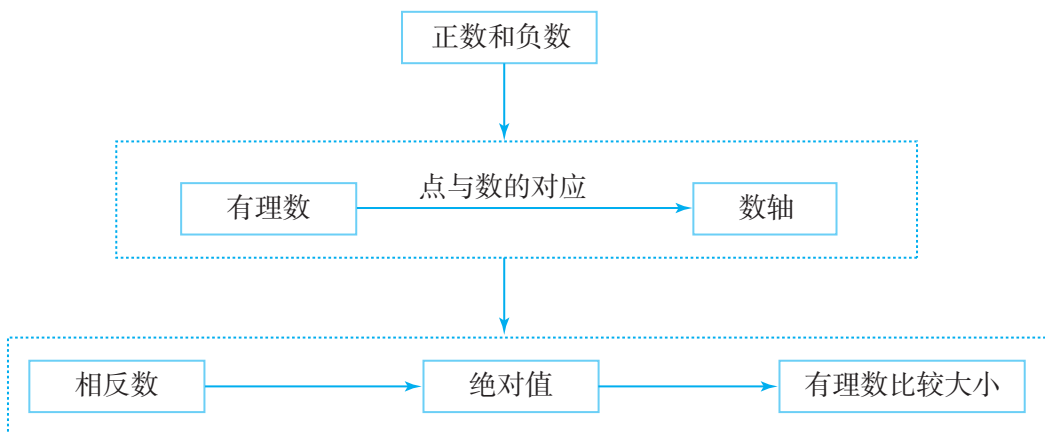 正数和负数
点与数的对应
有理数
数轴
相反数
绝对值
有理数比较大小